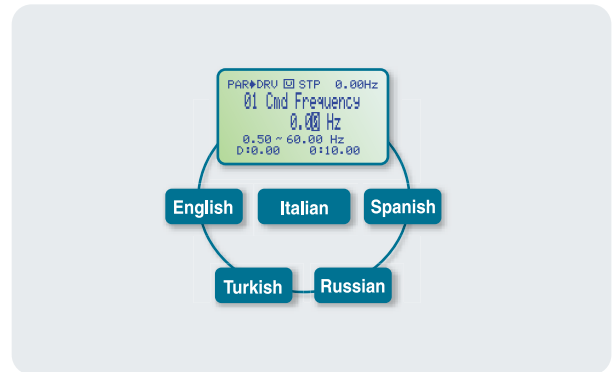 PAR➧DRV U STP 0.00Hz
01 Cmd Frequency
0.00 Hz
0.50 ~ 60.00 Hz
D:0.00 0:10.00
English Italian Spanish
Turkish Russian